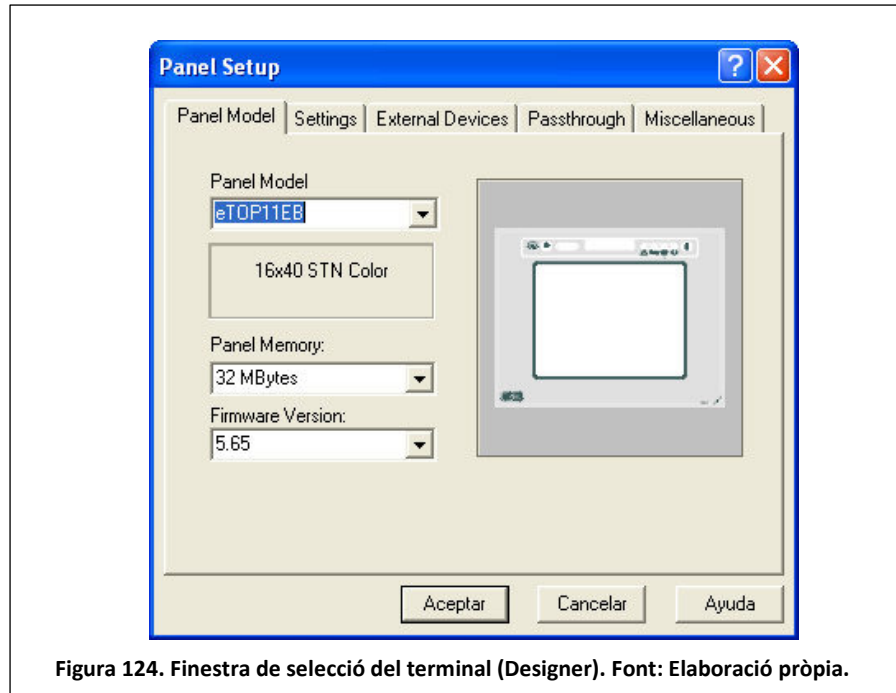 Panel Setup
Panel Model Settings External Devices Passthrough Miscellaneous
Panel Model
eTOP11EB
16x40 STN Color
Panel Memory:
32 MBytes
Firmware Version:
5.65
Aceptar Cancelar Ayuda
Figura 124. Finestra de selecció del terminal (Designer). Font: Elaboració pròpia.